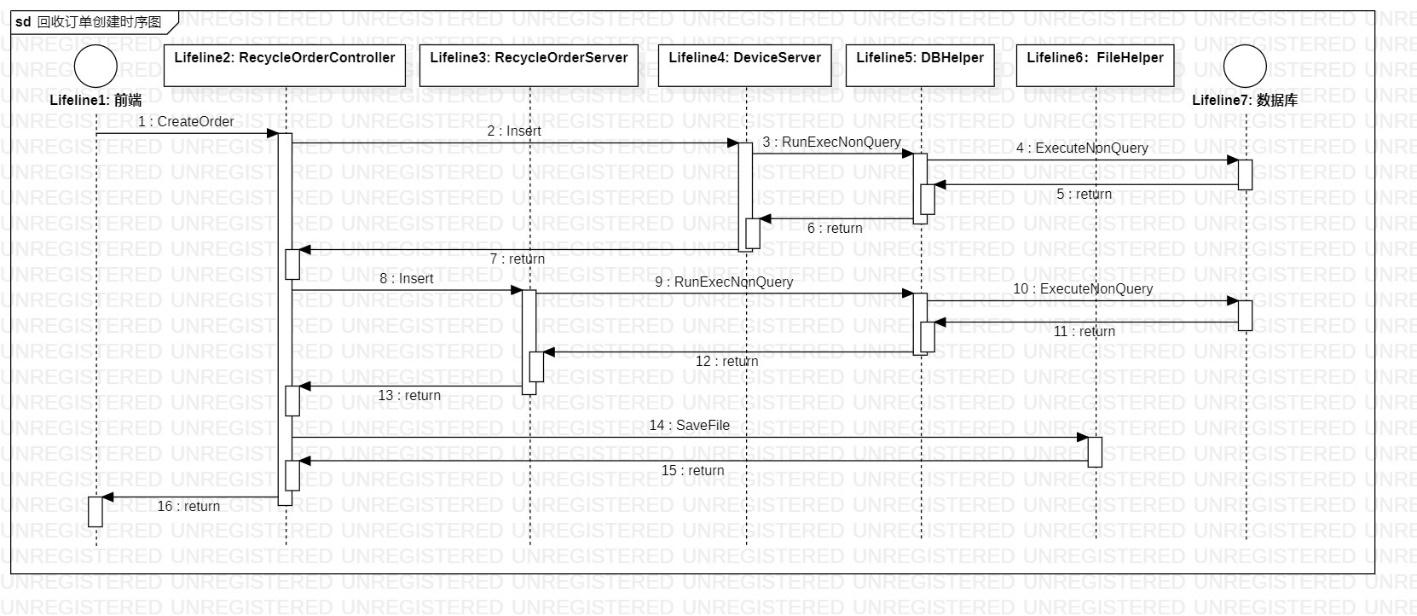 sd 回收订单创建时序图
Lifeline1: 前端
Lifeline2: RecycleOrderController
Lifeline3: RecycleOrderServer
Lifeline4: DeviceServer
Lifeline5: DBHelper
Lifeline6：FileHelper
Lifeline7: 数据库
1 : CreateOrder
2 : Insert
3 : RunExecNonQuery
4 : ExecuteNonQuery
5 : return
6 : return
7 : return
8 : Insert
9 : RunExecNonQuery
10 : ExecuteNonQuery
11 : return
12 : return
13 : return
14 : SaveFile
15 : return
16 : return
UNREGISTERED